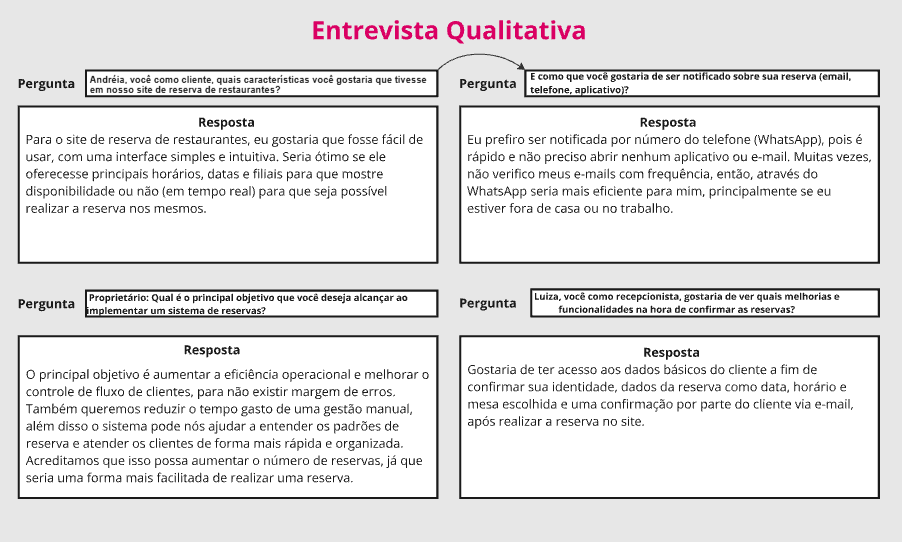 Entrevista Qualitativa
Pergunta
Andréia, você como cliente, quais características você gostaria que tivesse
em nosso site de reserva de restaurantes?
Resposta
Para o site de reserva de restaurantes, eu gostaria que fosse fácil de
usar, com uma interface simples e intuitiva. Seria ótimo se ele
oferecesse principais horários, datas e filiais para que mostre
disponibilidade ou não (em tempo real) para que seja possível
realizar a reserva nos mesmos.
Pergunta
E como que você gostaria de ser notificado sobre sua reserva (email,
telefone, aplicativo)?
Resposta
Eu prefiro ser notificada por número do telefone (WhatsApp), pois é
rápido e não preciso abrir nenhum aplicativo ou e-mail. Muitas vezes,
não verifico meus e-mails com frequência, então, através do
WhatsApp seria mais eficiente para mim, principalmente se eu
estiver fora de casa ou no trabalho.
Pergunta
Proprietário: Qual é o principal objetivo que você deseja alcançar ao
implementar um sistema de reservas?
Resposta
O principal objetivo é aumentar a eficiência operacional e melhorar o
controle de fluxo de clientes, para não existir margem de erros.
Também queremos reduzir o tempo gasto de uma gestão manual,
além disso o sistema pode nós ajudar a entender os padrões de
reserva e atender os clientes de forma mais rápida e organizada.
Acreditamos que isso possa aumentar o número de reservas, já que
seria uma forma mais facilitada de realizar uma reserva.
Pergunta
Luiza, você como recepcionista, gostaria de ver quais melhorias e
funcionalidades na hora de confirmar as reservas?
Resposta
Gostaria de ter acesso aos dados básicos do cliente a fim de
confirmar sua identidade, dados da reserva como data, horário e
mesa escolhida e uma confirmação por parte do cliente via e-mail,
após realizar a reserva no site.